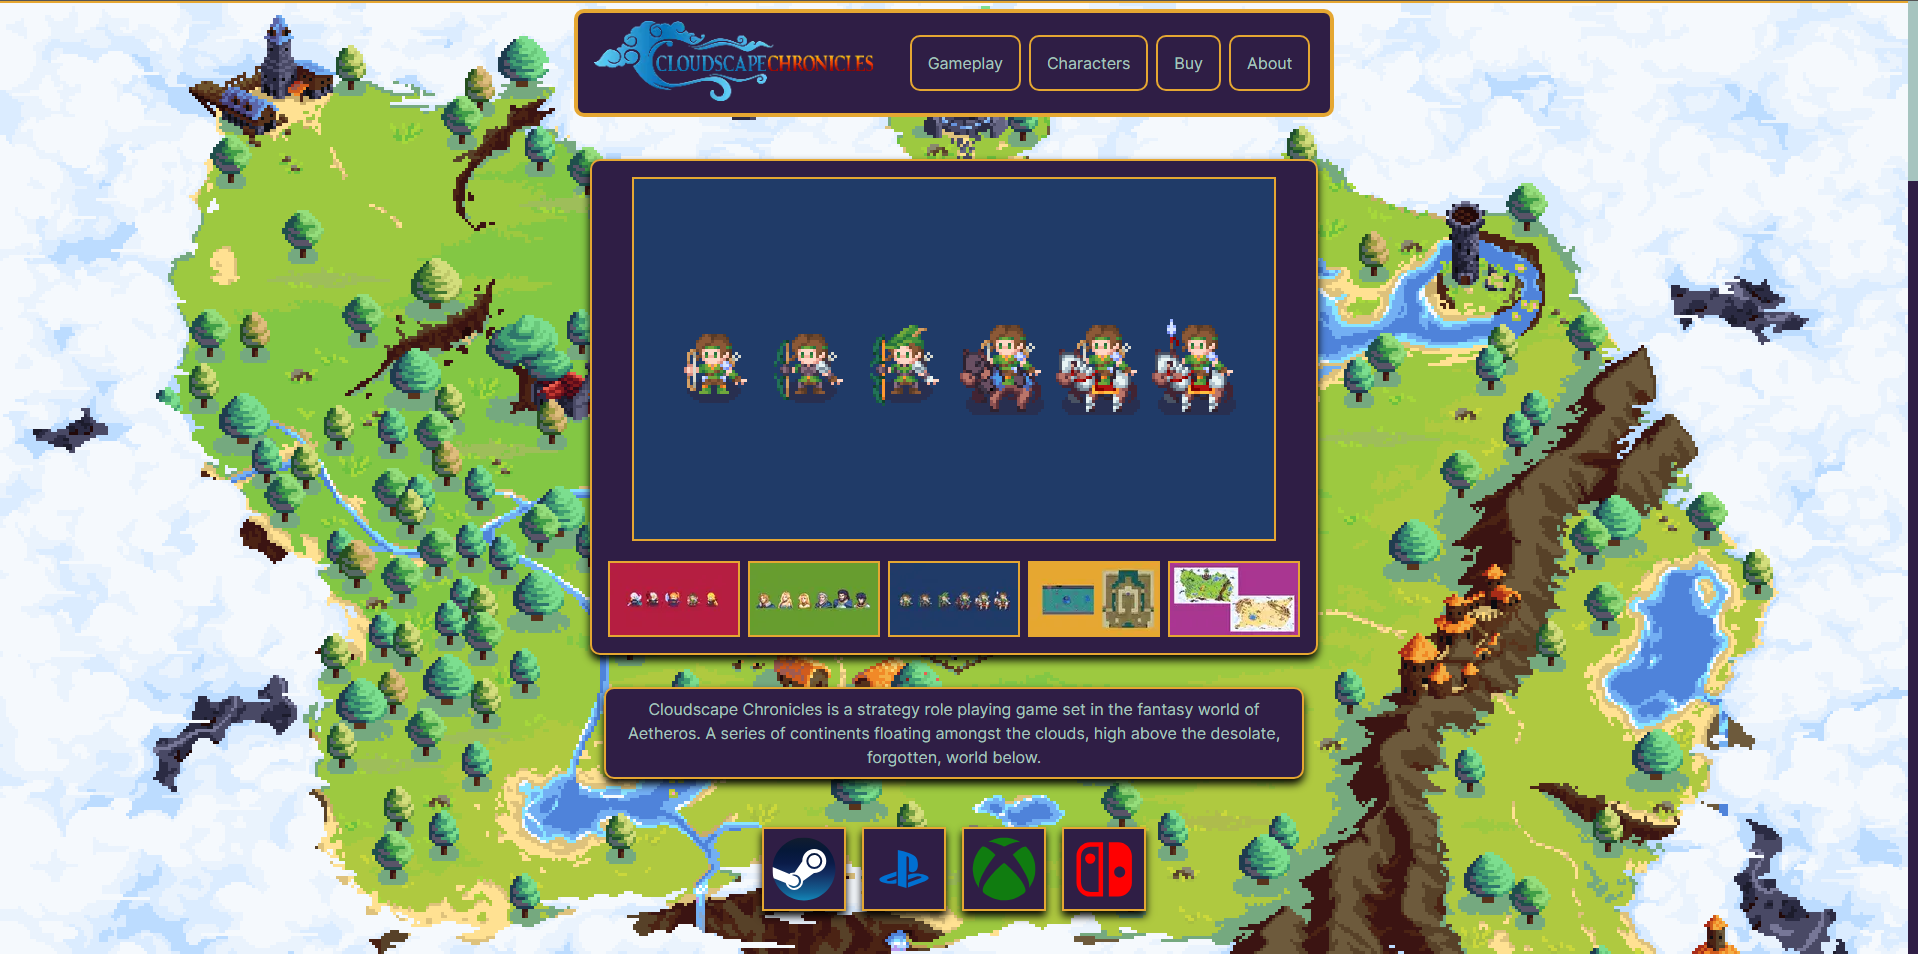 CLOUDSCAPECHRONICLES
Gameplay
Characters
Buy
About
Cloudscape Chronicles is a strategy role playing game set in the fantasy world of
Aetheros. A series of continents floating amongst the clouds, high above the desolate,
forgotten, world below.